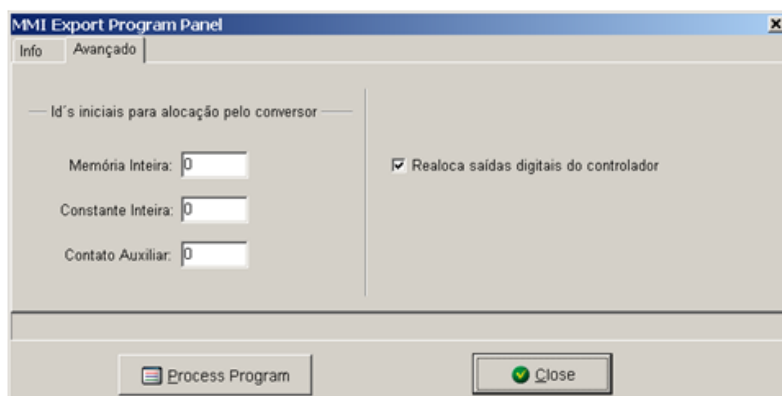 MMI Export Program Panel
Info Avançado
Id´s iniciais para alocação pelo conversor
Memória Inteira: 0
Realoca saídas digitais do controlador
Constante Inteira: 0
Contato Auxiliar: 0
Process Program Close